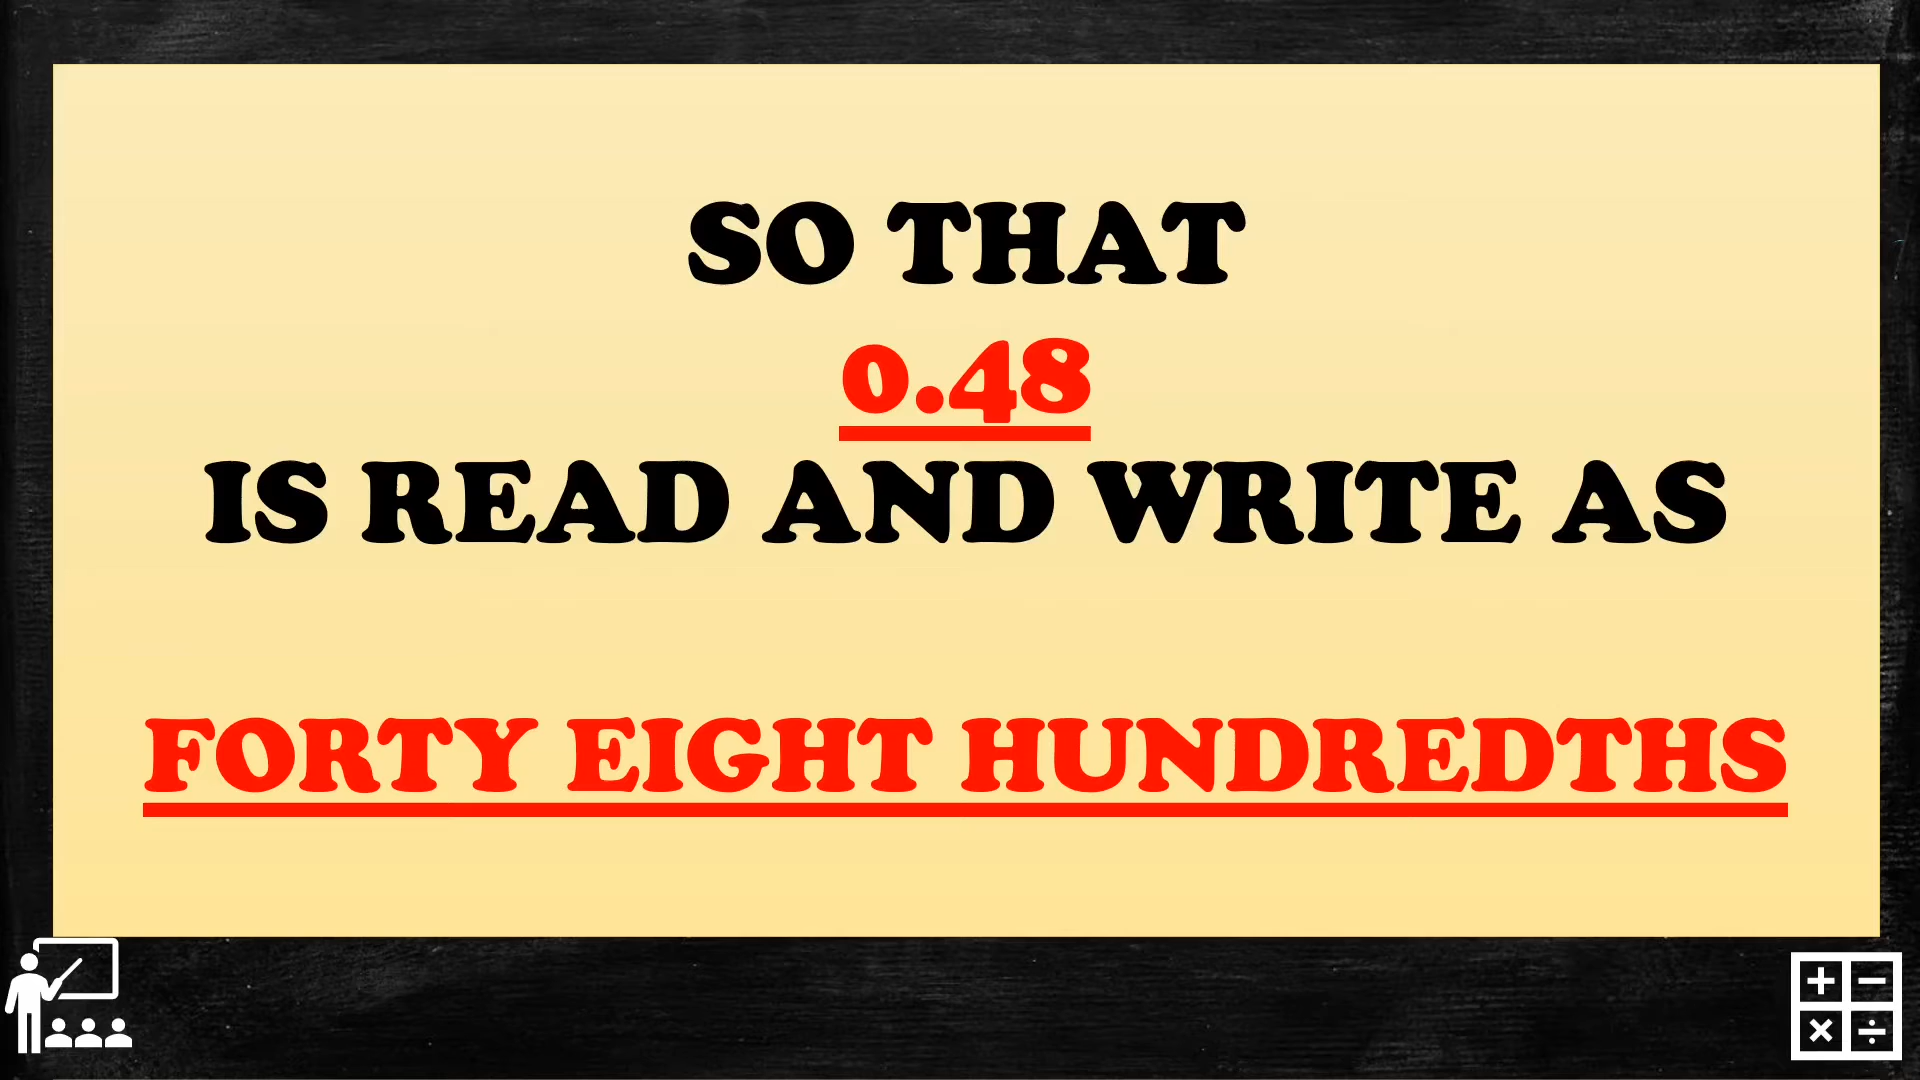 SO THAT
0.48
IS READ AND WRITE AS
FORTY EIGHT HUNDREDTHS